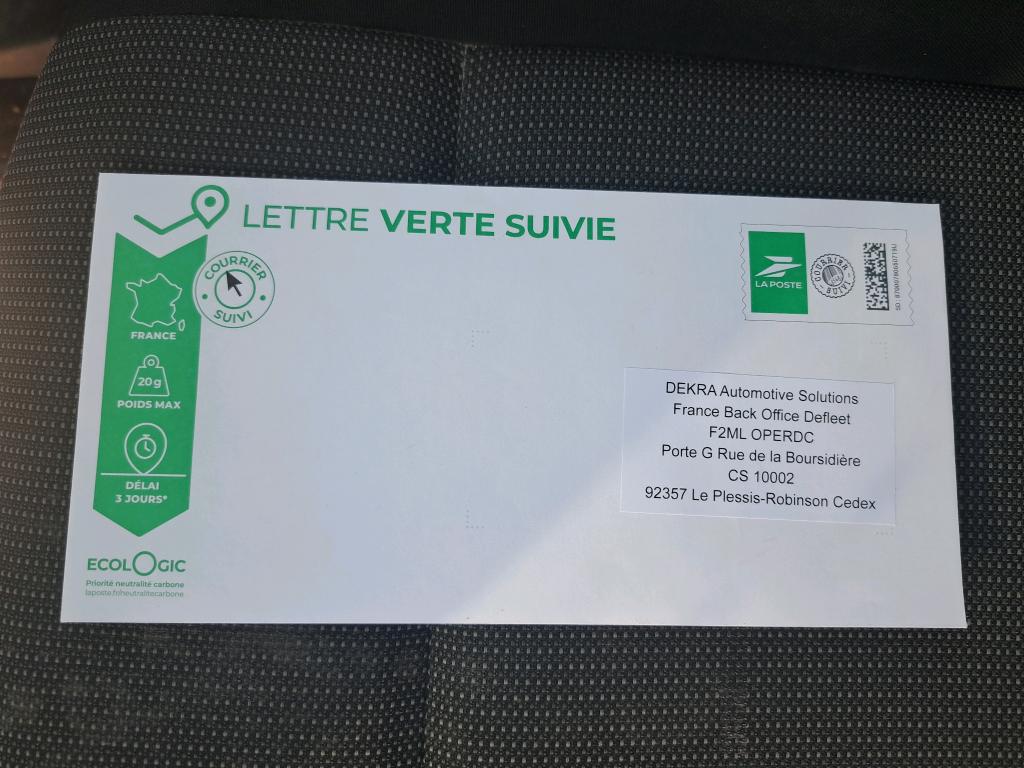 LETTRE VERTE SUIVIE
COURRIER
SUIVI
FRANCE
20g
POIDS MAX
DÉLAI
3 JOURS*
ECOLOGIC
Priorité neutralité carbone
laposte.fr/neutralitecarbone
LA POSTE
COURRIER
SUIVI
DEKRA Automotive Solutions
France Back Office Defleet
F2ML OPERDC
Porte G Rue de la Boursidière
CS 10002
92357 Le Plessis-Robinson Cedex